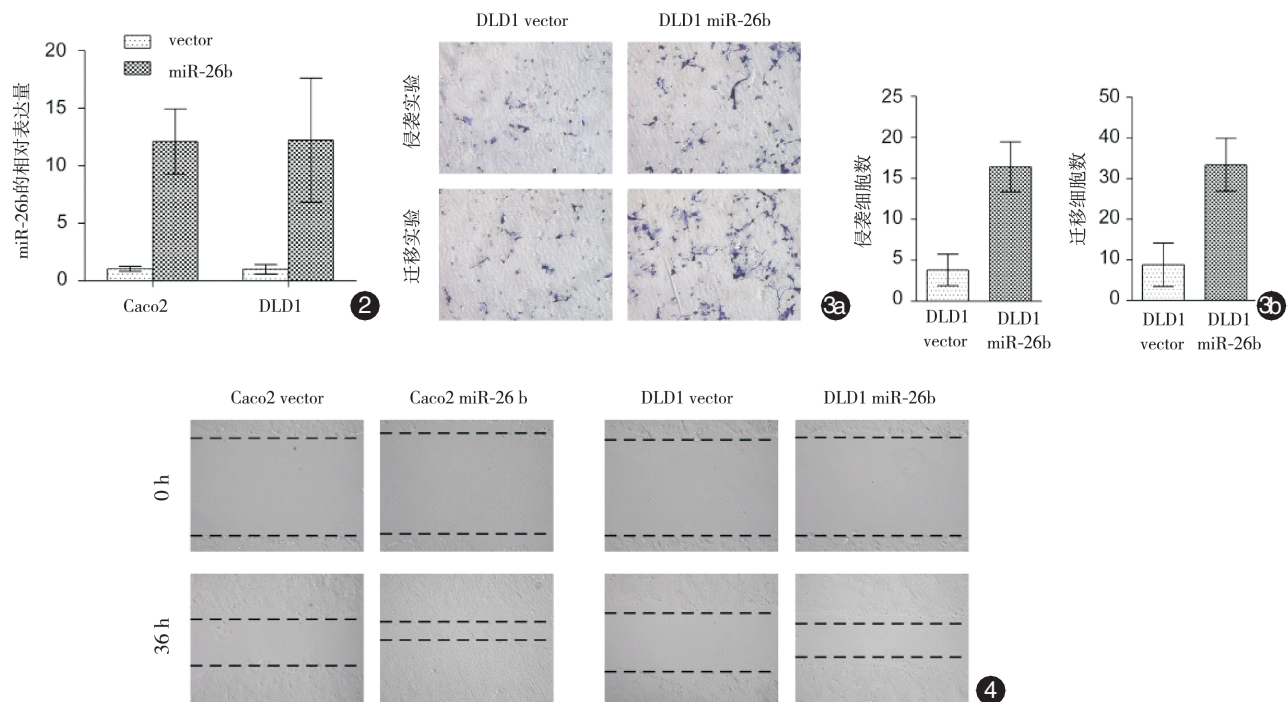 vector
miR-26b
miR-26b的相对表达量
20
15
10
5
0
Caco2 DLD1
2
DLD1 vector DLD1 miR-26b
侵袭实验
迁移实验
3a
侵袭细胞数
25
20
15
10
5
0
DLD1 DLD1
vector miR-26b
迁移细胞数
50
40
30
20
10
0
DLD1 DLD1
vector miR-26b
3b
Caco2 vector Caco2 miR-26 b DLD1 vector DLD1 miR-26b
0 h
36 h
4